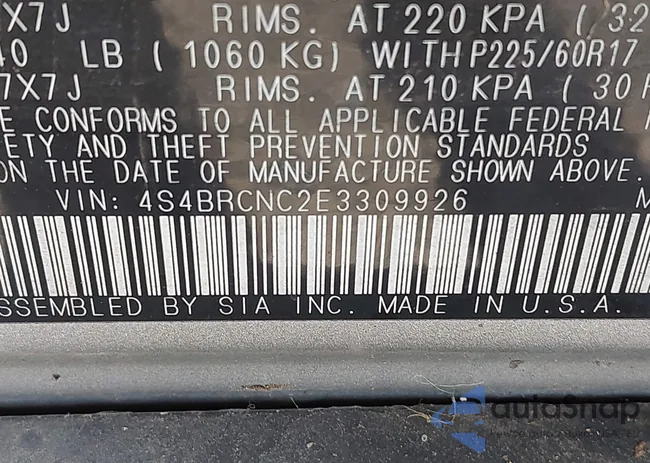 X7J RIMS. AT 220 KPA ( 32
40 LB ( 1060 KG) WITH P225/60R17
7X7J RIMS. AT 210 KPA ( 30
CONFORMS TO ALL APPLICABLE FEDERAL
ETY AND THEFT PREVENTION STANDARDS
ON THE DATE OF MANUFACTURE SHOWN ABOVE.
VIN: 4S4BRCNC2E3309926
SSEMBLED BY SIA INC. MADE IN U.S.A.
autoSnap